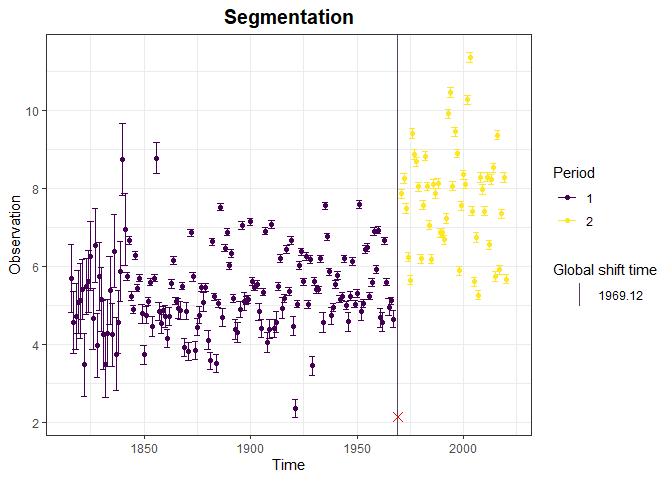 Segmentation
Observation
10
8
6
4
2
1850
1900
1950
2000
Time
Period
1
2
Global shift time
1969.12